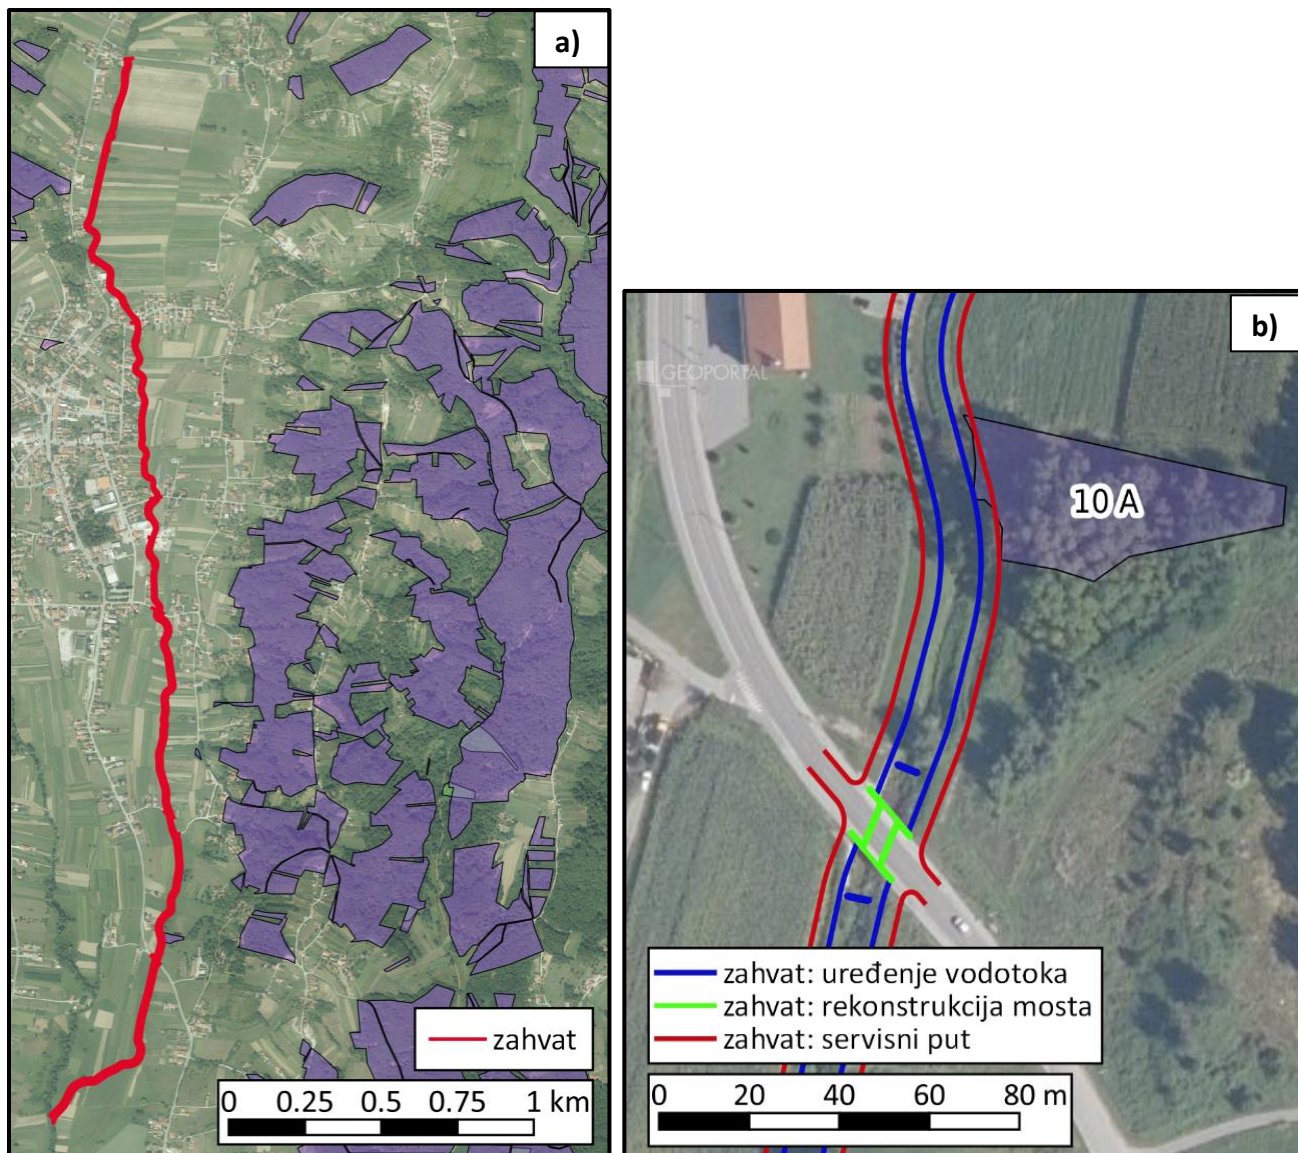 a)
zahvat
0 0.25 0.5 0.75 1 km
b)
GEOPORTAL
10 A
zahvat: uređenje vodotoka
zahvat: rekonstrukcija mosta
zahvat: servisni put
0 20 40 60 80 m